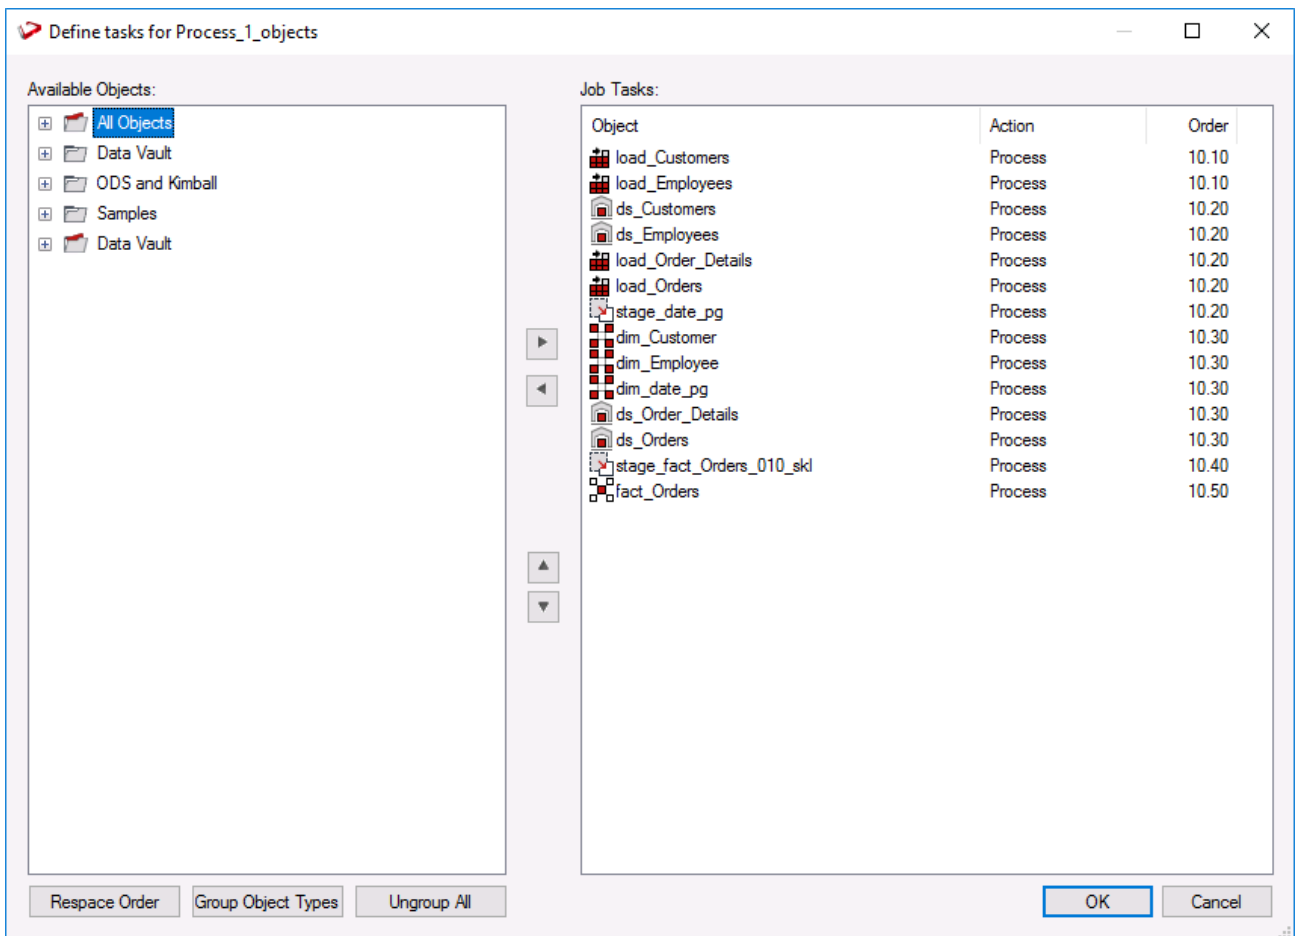 Define tasks for Process_1_objects
Available Objects:
All Objects
Data Vault
ODS and Kimball
Samples
Data Vault
Job Tasks:
Object Action Order
load_Customers Process 10.10
load_Employees Process 10.10
ds_Customers Process 10.20
ds_Employees Process 10.20
load_Order_Details Process 10.20
load_Orders Process 10.20
stage_date_pg Process 10.20
dim_Customer Process 10.30
dim_Employee Process 10.30
dim_date_pg Process 10.30
ds_Order_Details Process 10.30
ds_Orders Process 10.30
stage_fact_Orders_010_skl Process 10.40
fact_Orders Process 10.50
Respace Order Group Object Types Ungroup All OK Cancel